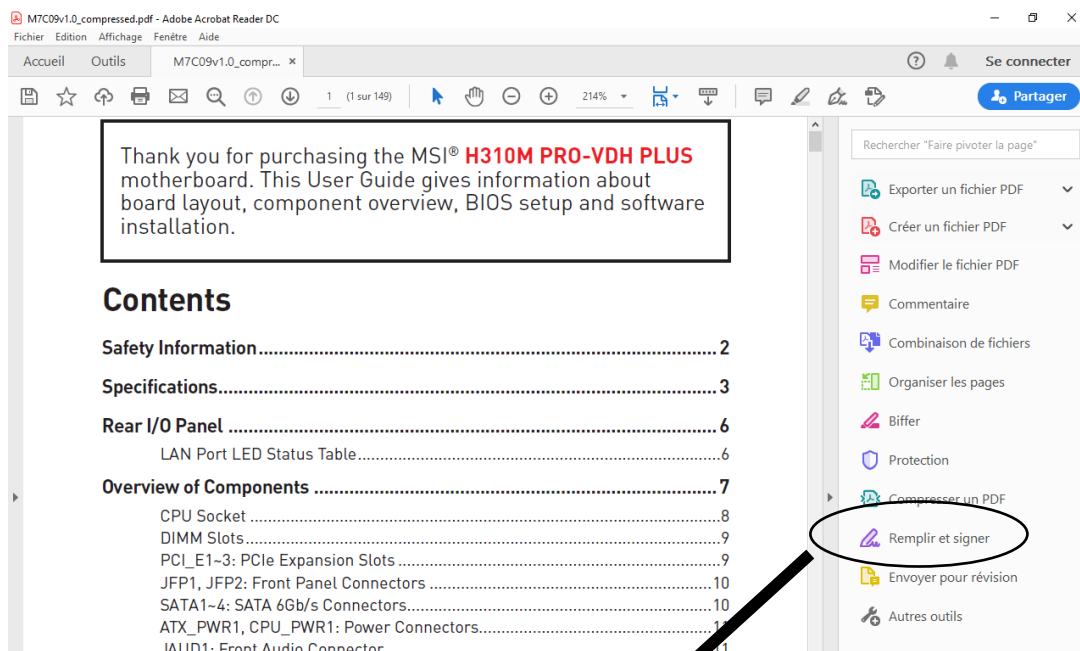 M7C09v1.0_compressed.pdf - Adobe Acrobat Reader DC
Fichier Edition Affichage Fenêtre Aide
Accueil Outils M7C09v1.0_compr... × Se connecter
1 (1 sur 149) 214% Partager
Thank you for purchasing the MSI® H310M PRO-VDH PLUS
motherboard. This User Guide gives information about
board layout, component overview, BIOS setup and software
installation.
Contents
Safety Information.................................................................................2
Specifications.................................................................................3
Rear I/O Panel .................................................................................6
LAN Port LED Status Table.................................................................................6
Overview of Components .................................................................................7
CPU Socket .................................................................................8
DIMM Slots.................................................................................9
PCI_E1~3: PCIe Expansion Slots .................................................................................9
JFP1, JFP2: Front Panel Connectors .................................................................................10
SATA1~4: SATA 6Gb/s Connectors.................................................................................10
ATX_PWR1, CPU_PWR1: Power Connectors.................................................................................11
JAUD1: Front Audio Connector.................................................................................11
Rechercher "Faire pivoter la page"
Exporter un fichier PDF
Créer un fichier PDF
Modifier le fichier PDF
Commentaire
Combinaison de fichiers
Organiser les pages
Biffer
Protection
Compresser un PDF
Remplir et signer
Envoyer pour révision
Autres outils